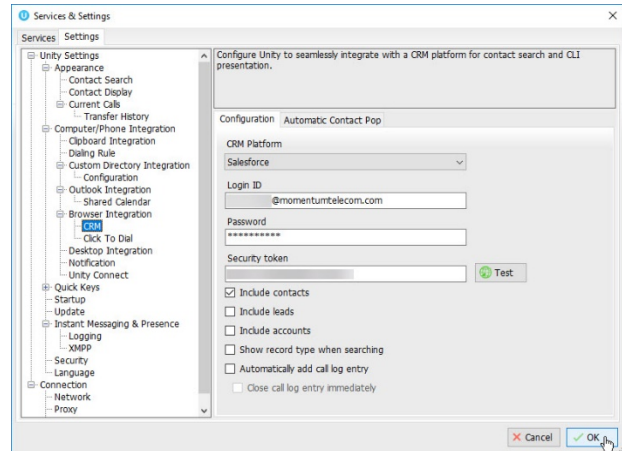 Services & Settings
Services Settings
Unity Settings
Appearance
Contact Search
Contact Display
Current Calls
Transfer History
Computer/Phone Integration
Clipboard Integration
Dialing Rule
Custom Directory Integration
Configuration
Outlook Integration
Shared Calendar
Browser Integration
CRM
Click To Dial
Desktop Integration
Notification
Unity Connect
Quick Keys
Startup
Update
Instant Messaging & Presence
Logging
XMPP
Security
Language
Connection
Network
Proxy
Configure Unity to seamlessly integrate with a CRM platform for contact search and CLI
presentation.
Configuration Automatic Contact Pop
CRM Platform
Salesforce
Login ID
@momentumtelecom.com
Password
**********
Security token
Test
Include contacts
Include leads
Include accounts
Show record type when searching
Automatically add call log entry
Close call log entry immediately
Cancel OK